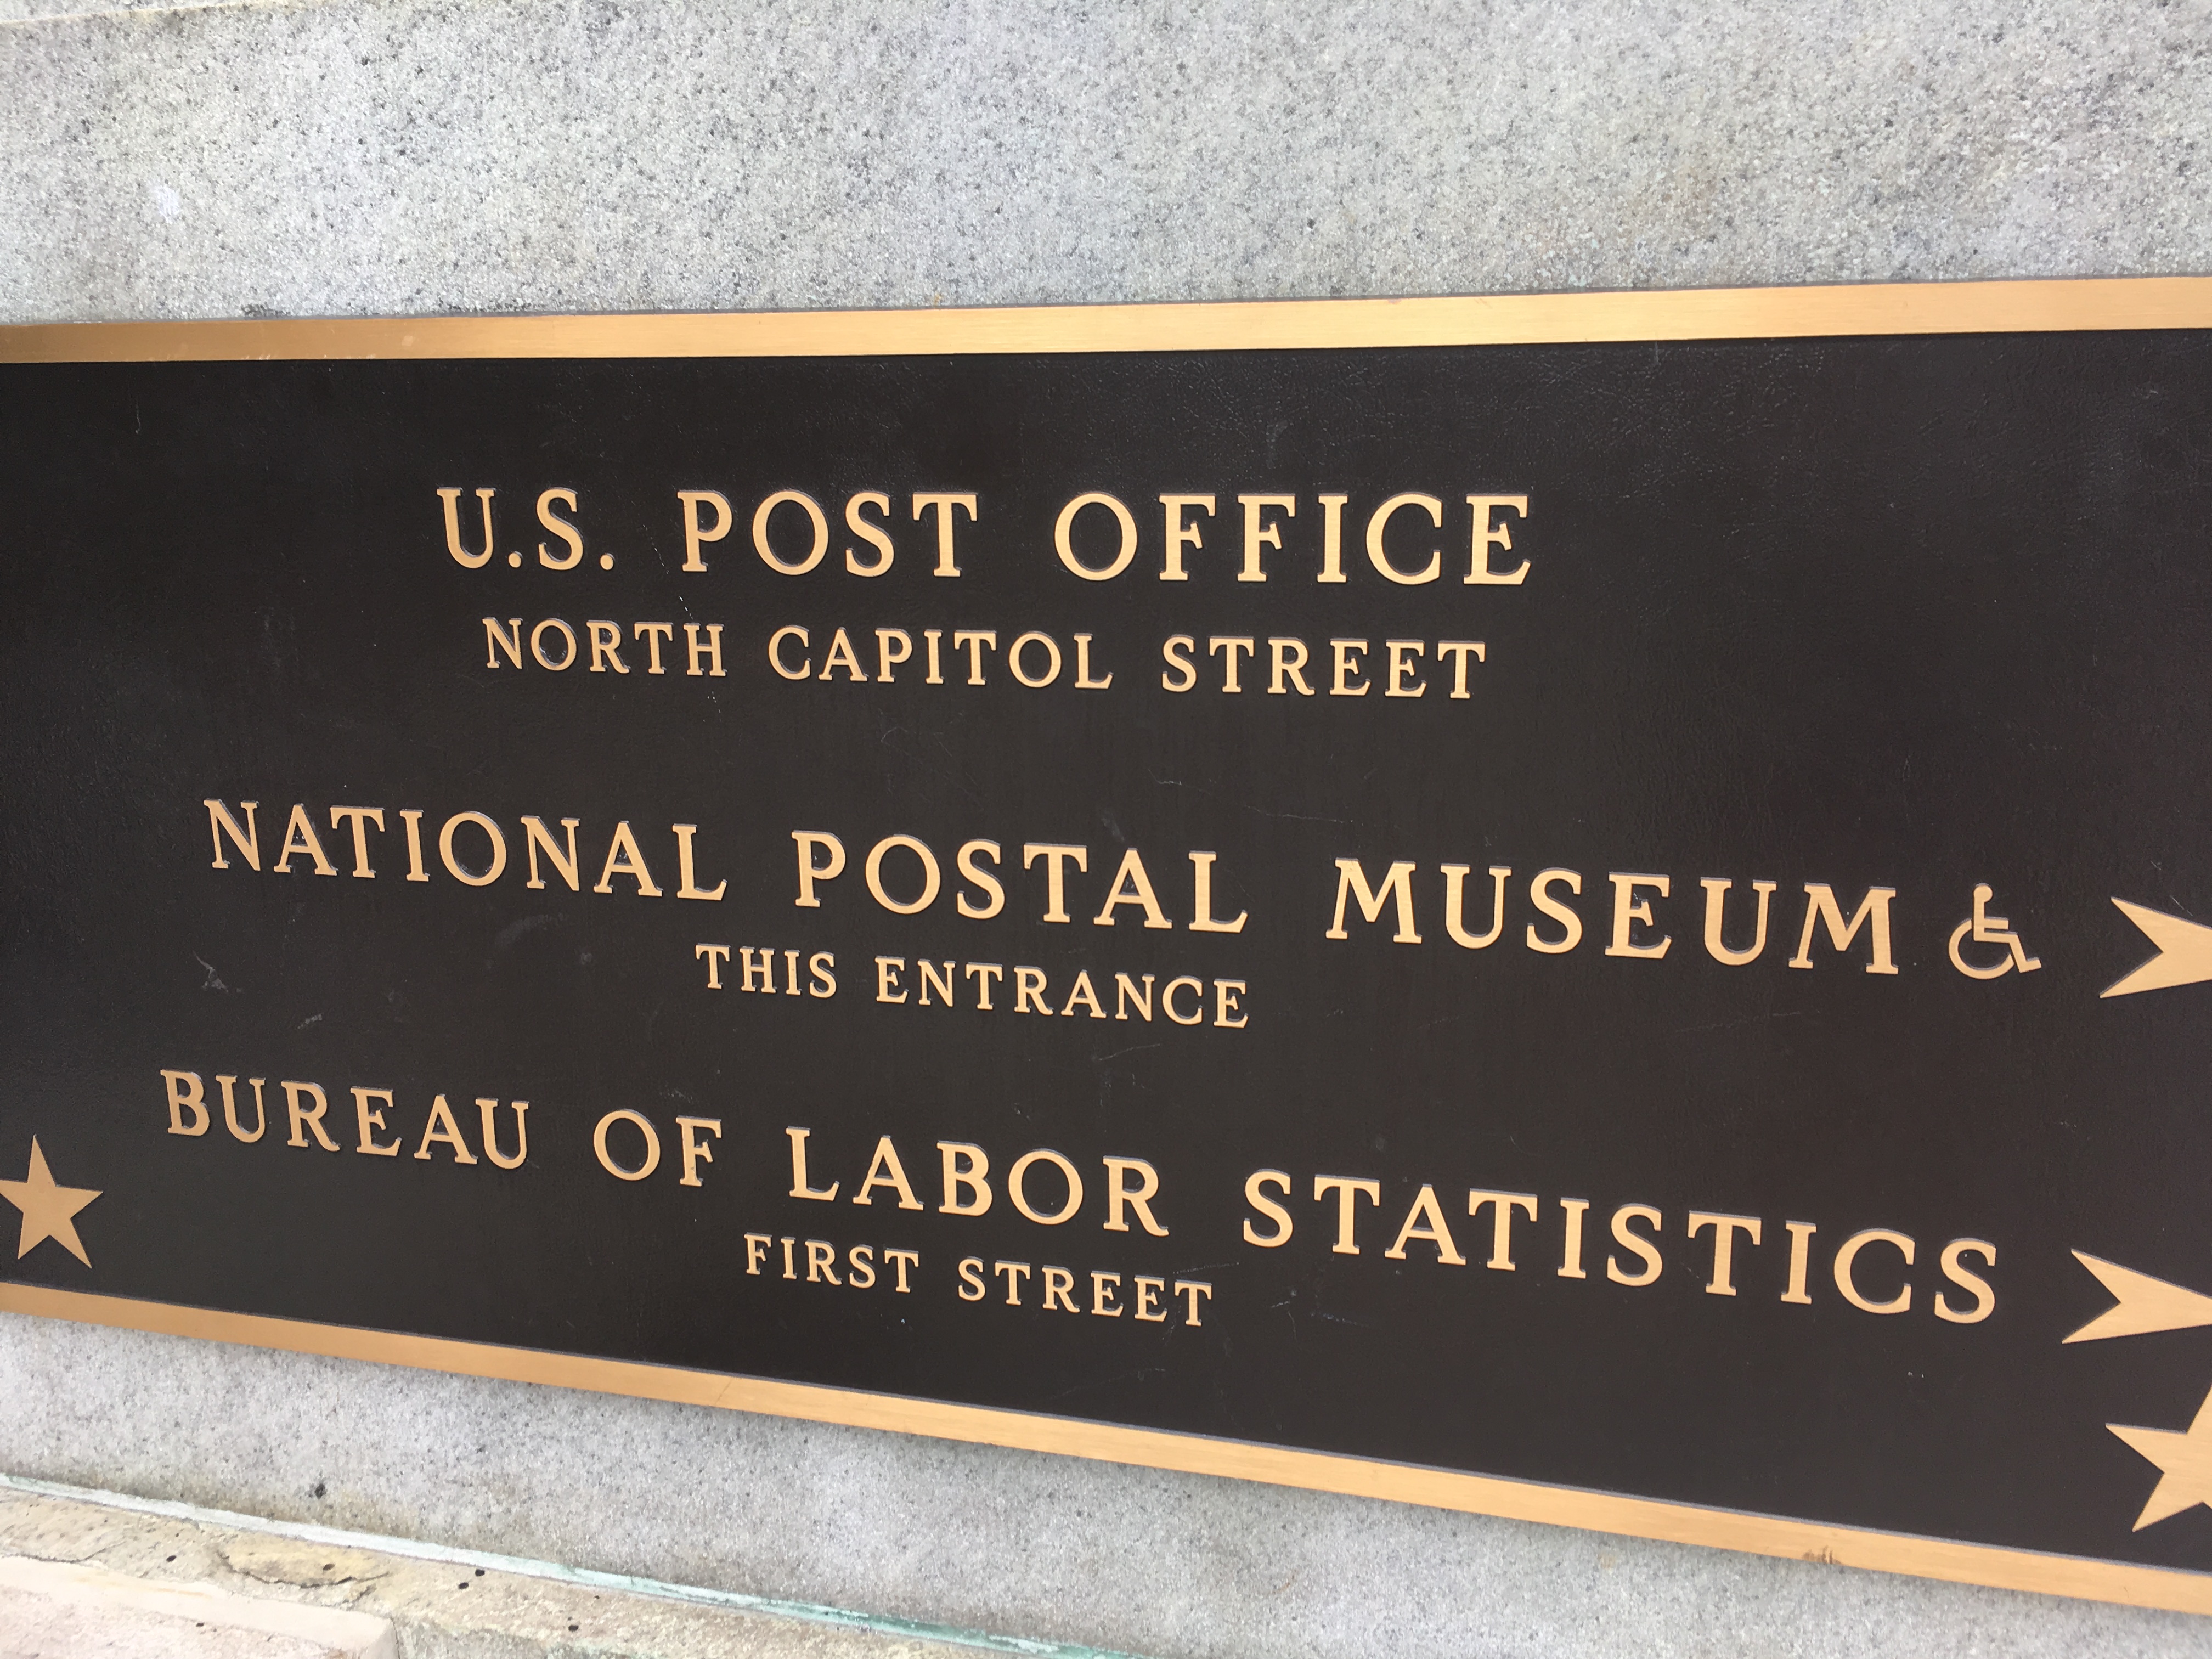 U.S. POST OFFICE
NORTH CAPITOL STREET
NATIONAL POSTAL MUSEUM
THIS ENTRANCE
BUREAU OF LABOR STATISTICS
FIRST STREET